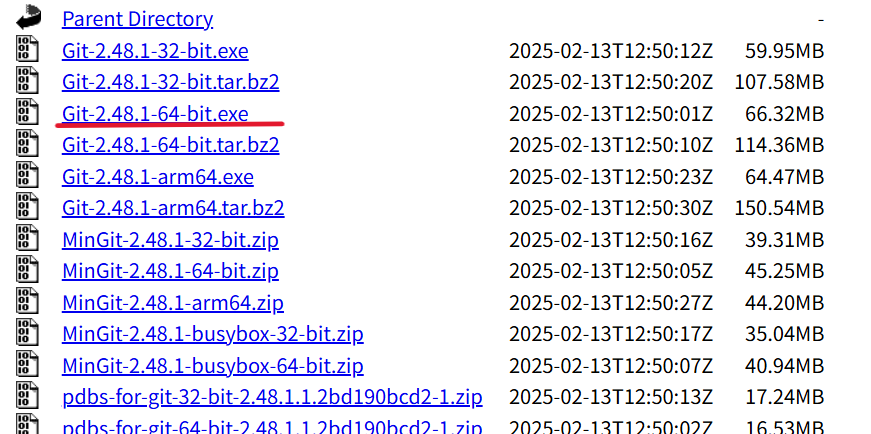 Parent Directory -
Git-2.48.1-32-bit.exe 2025-02-13T12:50:12Z 59.95MB
Git-2.48.1-32-bit.tar.bz2 2025-02-13T12:50:20Z 107.58MB
Git-2.48.1-64-bit.exe 2025-02-13T12:50:01Z 66.32MB
Git-2.48.1-64-bit.tar.bz2 2025-02-13T12:50:10Z 114.36MB
Git-2.48.1-arm64.exe 2025-02-13T12:50:23Z 64.47MB
Git-2.48.1-arm64.tar.bz2 2025-02-13T12:50:30Z 150.54MB
MinGit-2.48.1-32-bit.zip 2025-02-13T12:50:16Z 39.31MB
MinGit-2.48.1-64-bit.zip 2025-02-13T12:50:05Z 45.25MB
MinGit-2.48.1-arm64.zip 2025-02-13T12:50:27Z 44.20MB
MinGit-2.48.1-busybox-32-bit.zip 2025-02-13T12:50:17Z 35.04MB
MinGit-2.48.1-busybox-64-bit.zip 2025-02-13T12:50:07Z 40.94MB
pdbs-for-git-32-bit-2.48.1.1.2bd190bcd2-1.zip 2025-02-13T12:50:13Z 17.24MB
pdbs-for-git-64-bit-2.48.1.1.2bd190bcd2-1.zip 2025-02-13T12:50:02Z 16.53MB